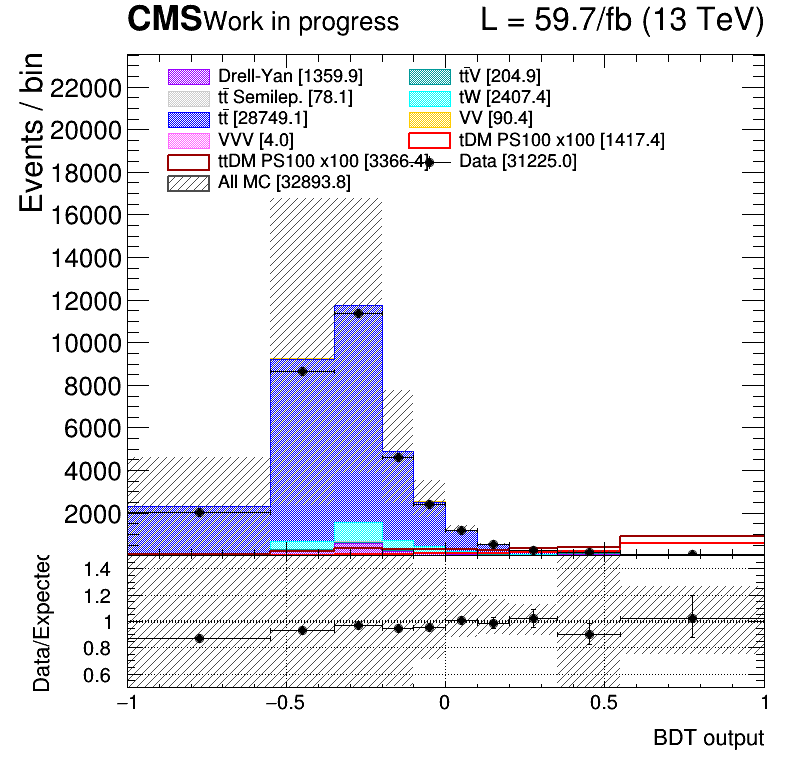 CMS Work in progress L = 59.7/fb (13 TeV)
Events / bin
22000
20000
18000
16000
14000
12000
10000
8000
6000
4000
2000
Drell-Yan [1359.9]
tt̄V [204.9]
tt̄ Semilep. [78.1]
tW [2407.4]
tt̄ [28749.1]
VV [90.4]
VVV [4.0]
tDM PS100 x100 [1417.4]
ttDM PS100 x100 [3366.4]
Data [31225.0]
All MC [32893.8]
Data/Expected
1.4
1.2
1
0.8
0.6
−1 −0.5 0 0.5 1
BDT output